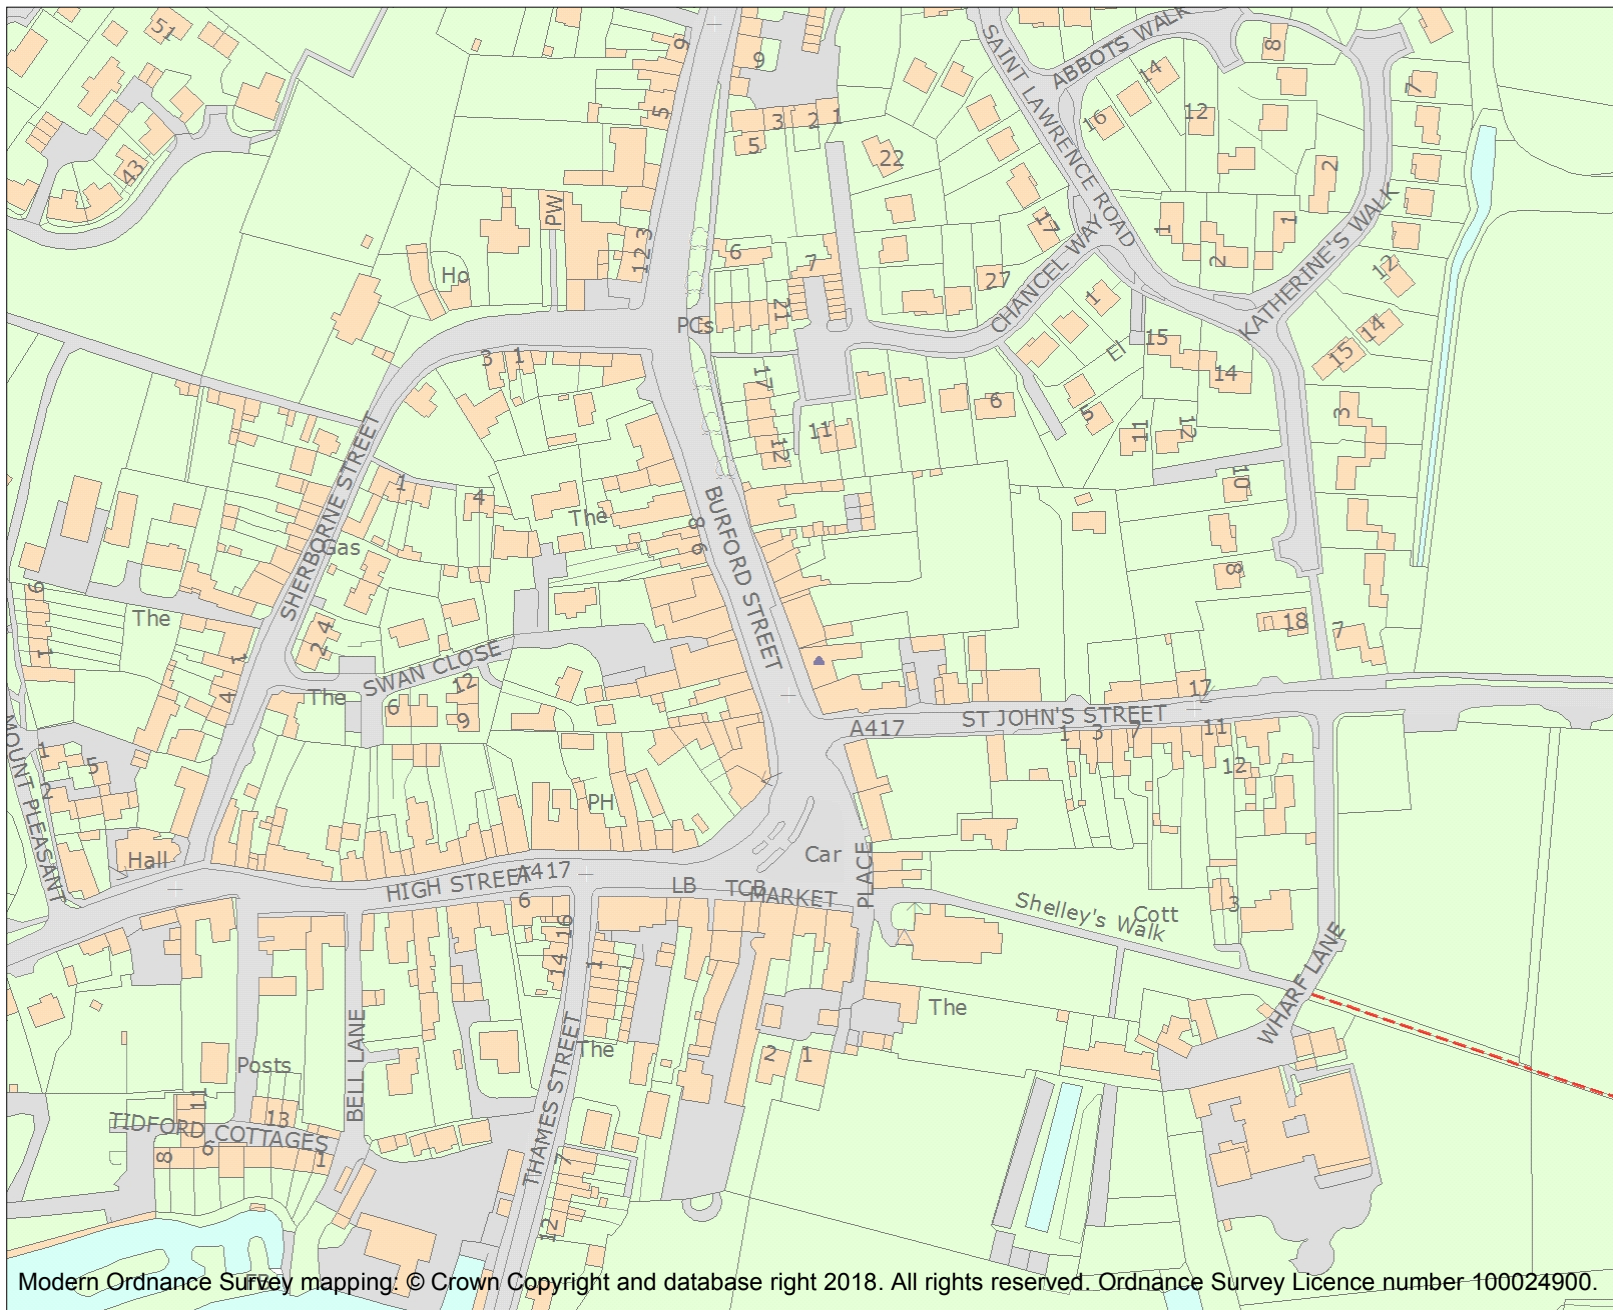 51
9
9
SAINT LAWRENCE ROAD
ABBOTS WALK
8
14
7
5
3
2
1
16
12
5
22
43
2
PW
17
1
1
3
2
1
6
7
2
KATHERINE'S WALK
12
Ho
27
CHANCEL WAY
1
21
PCs
15
14
El
15
3
1
14
17
6
5
3
11
12
11
12
SHERBORNE STREET
1
4
10
The
BURFORD STREET
8
6
Gas
8
9
The
1
2 4
18
7
1
SWAN CLOSE
The
4
12
6
9
17
A417
ST JOHN'S STREET
1
3
7
11
MOUNT PLEASANT
1
5
2
12
PH
Hall
Car
PLACE
HIGH STREET
A417
LB
TCB
MARKET
6
16
Shelley's Walk
Cott
3
14
1
WHARF LANE
The
BELL LANE
THAMES STREET
The
2
1
Posts
11
13
TIDFORD COTTAGES
8
6
1
7
12
FB
Modern Ordnance Survey mapping: © Crown Copyright and database right 2018. All rights reserved. Ordnance Survey Licence number 100024900.